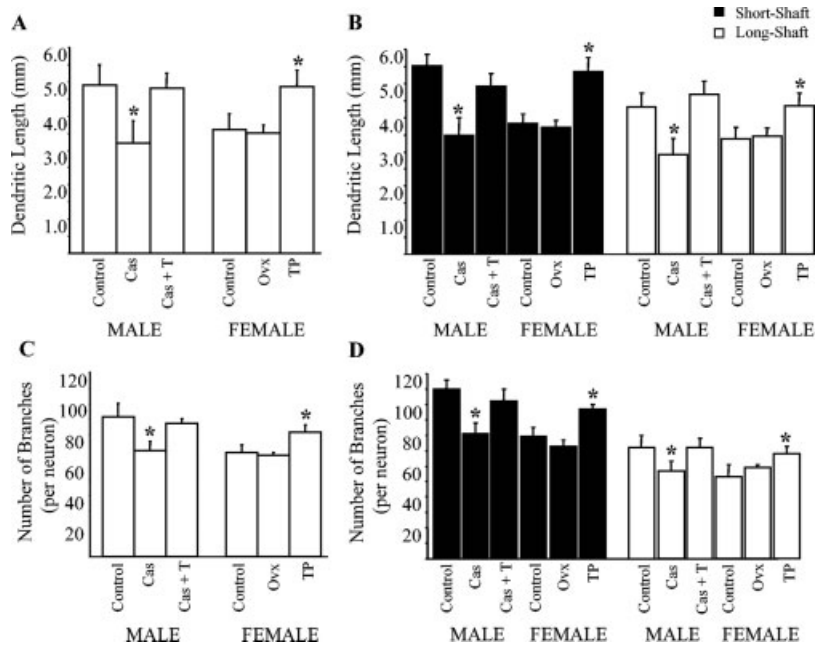 ■ Short-Shaft
□ Long-Shaft
A
Dendritic Length (mm)
6.0
5.0
4.0
3.0
2.0
1.0
*
*
Control
Cas
Cas + T
Control
Ovx
TP
MALE
FEMALE
B
Dendritic Length (mm)
6.0
5.0
4.0
3.0
2.0
1.0
*
*
*
*
Control
Cas
Cas + T
Control
Ovx
TP
Control
Cas
Cas + T
Control
Ovx
TP
MALE
FEMALE
MALE
FEMALE
C
Number of Branches
(per neuron)
120
100
80
60
40
20
*
*
Control
Cas
Cas + T
Control
Ovx
TP
MALE
FEMALE
D
Number of Branches
(per neuron)
120
100
80
60
40
20
*
*
*
*
Control
Cas
Cas + T
Control
Ovx
TP
Control
Cas
Cas + T
Control
Ovx
TP
MALE
FEMALE
MALE
FEMALE